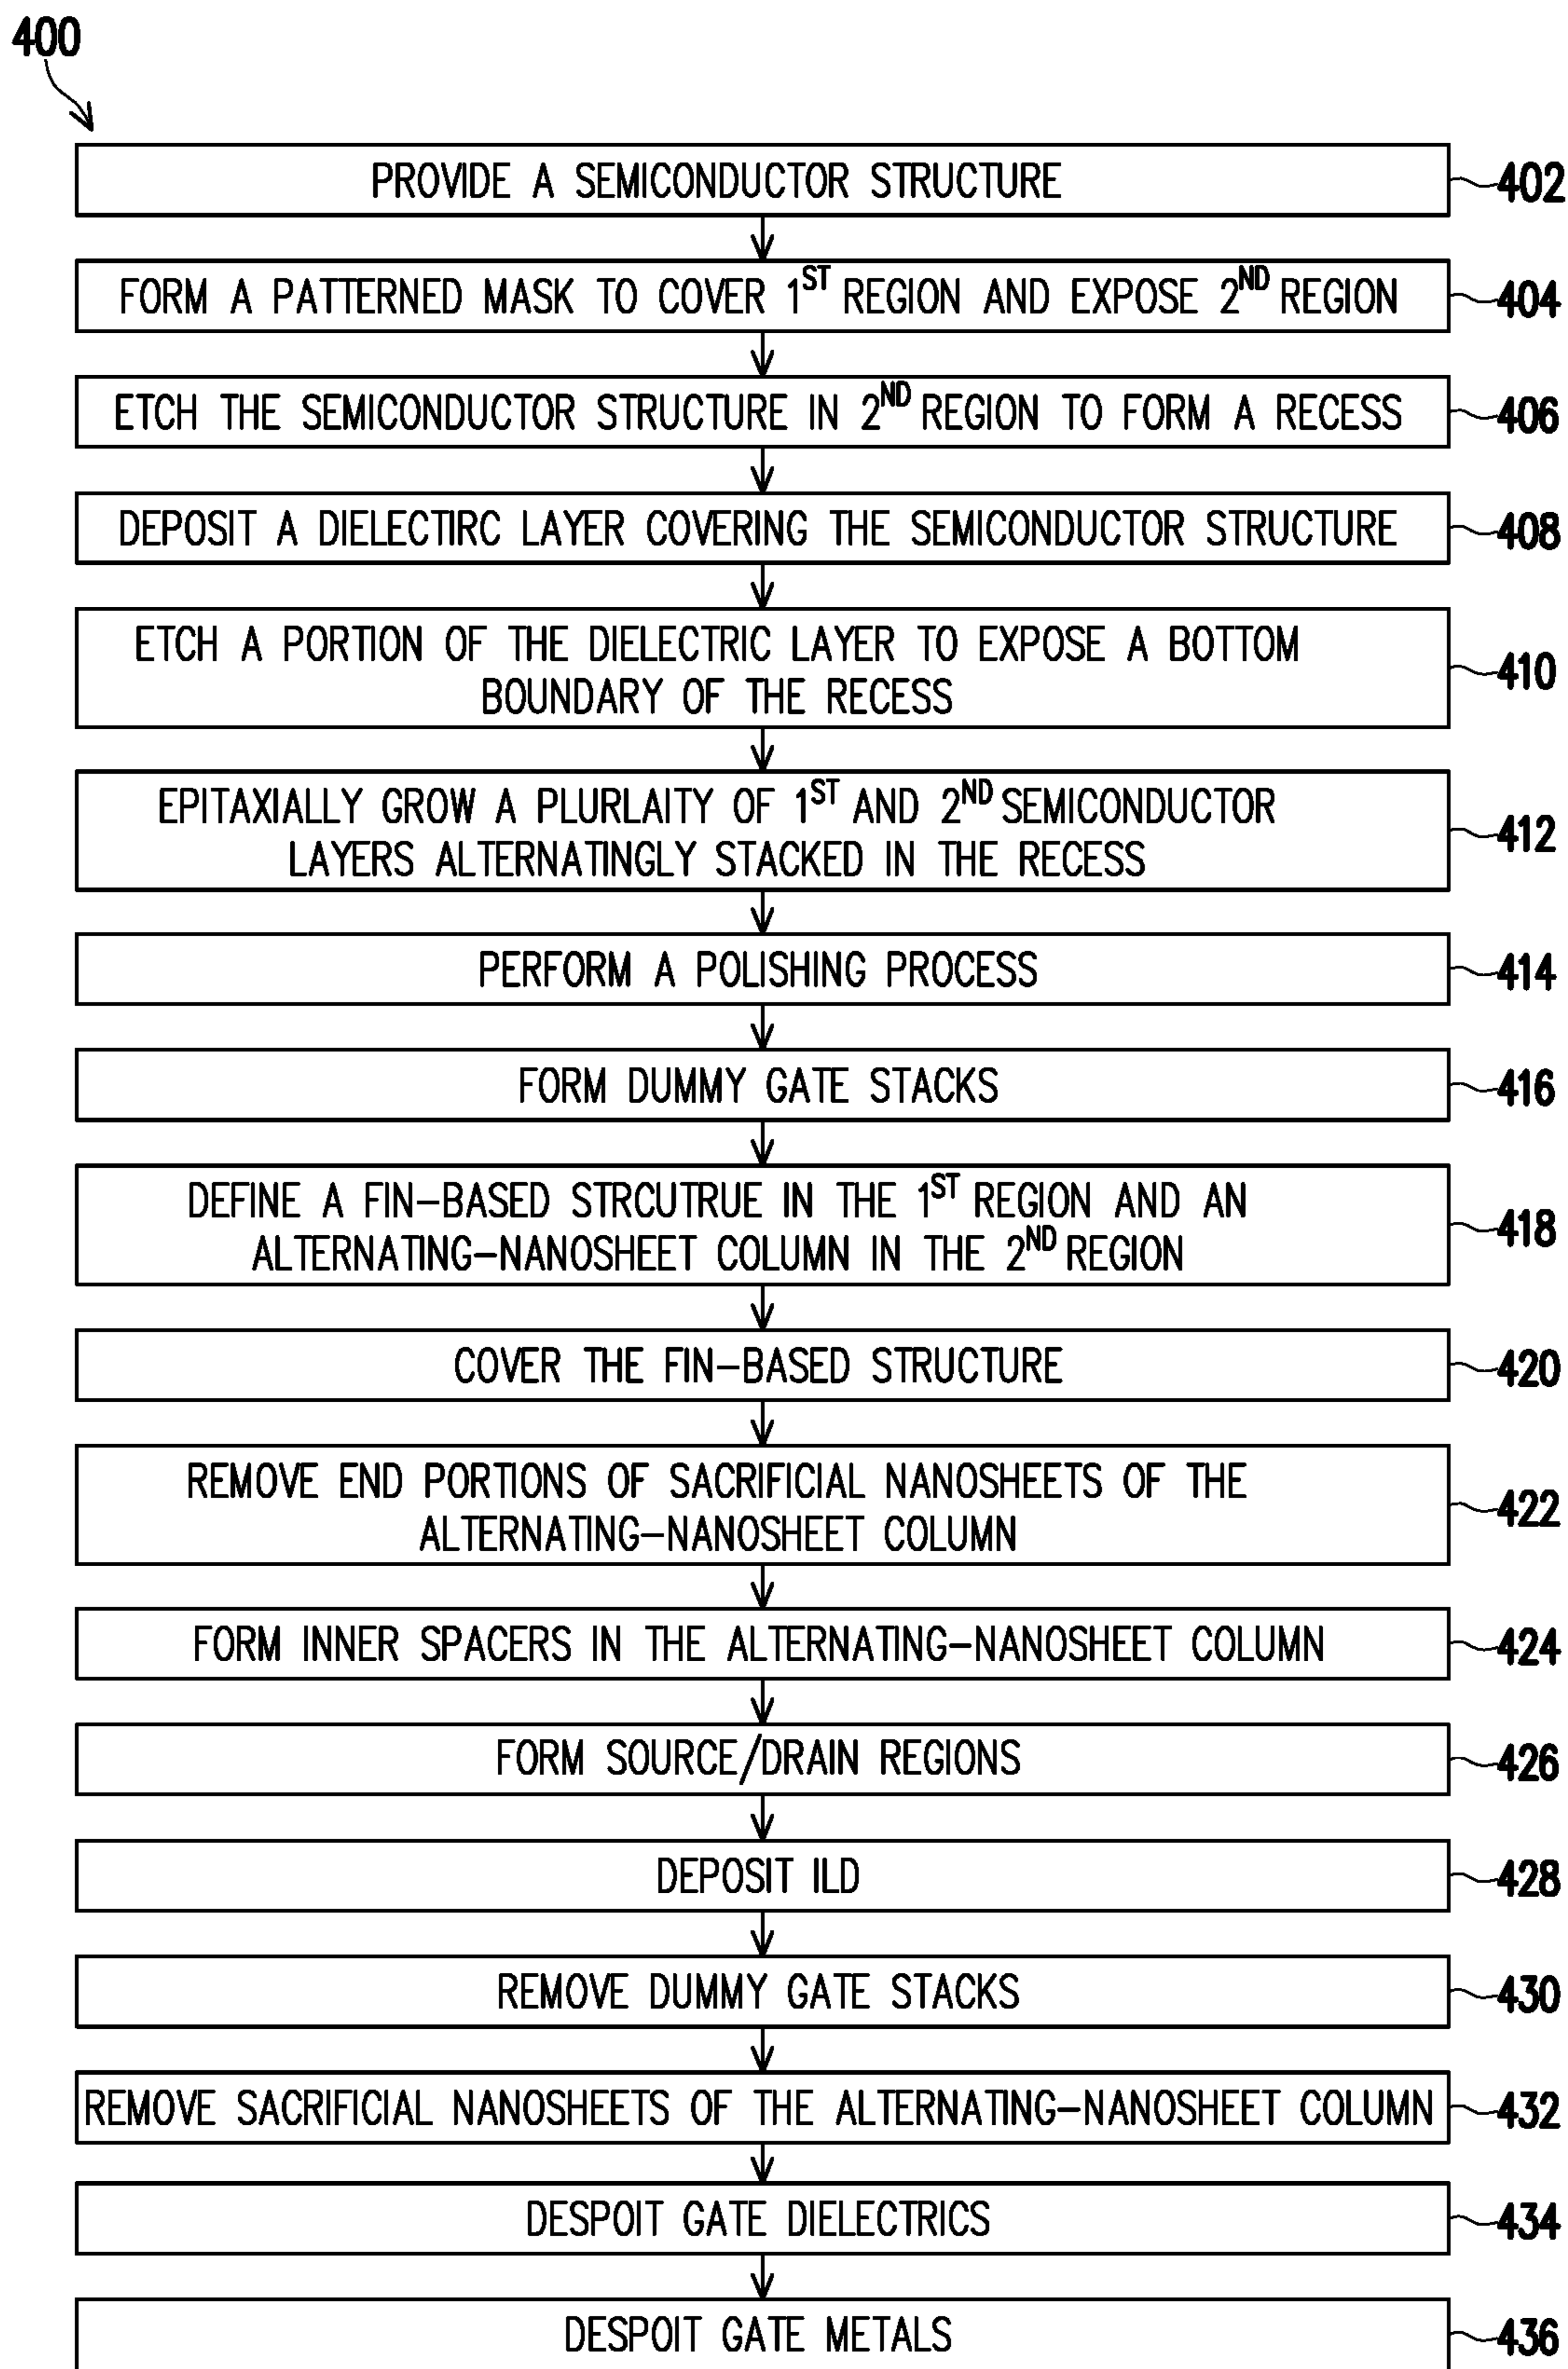 400
PROVIDE A SEMICONDUCTOR STRUCTURE
402
FORM A PATTERNED MASK TO COVER 1ST REGION AND EXPOSE 2ND REGION
404
ETCH THE SEMICONDUCTOR STRUCTURE IN 2ND REGION TO FORM A RECESS
406
DEPOSIT A DIELECTIRC LAYER COVERING THE SEMICONDUCTOR STRUCTURE
408
ETCH A PORTION OF THE DIELECTRIC LAYER TO EXPOSE A BOTTOM
BOUNDARY OF THE RECESS
410
EPITAXIALLY GROW A PLURLAITY OF 1ST AND 2ND SEMICONDUCTOR
LAYERS ALTERNATINGLY STACKED IN THE RECESS
412
PERFORM A POLISHING PROCESS
414
FORM DUMMY GATE STACKS
416
DEFINE A FIN-BASED STRCUTRUE IN THE 1ST REGION AND AN
ALTERNATING-NANOSHEET COLUMN IN THE 2ND REGION
418
COVER THE FIN-BASED STRUCTURE
420
REMOVE END PORTIONS OF SACRIFICIAL NANOSHEETS OF THE
ALTERNATING-NANOSHEET COLUMN
422
FORM INNER SPACERS IN THE ALTERNATING-NANOSHEET COLUMN
424
FORM SOURCE/DRAIN REGIONS
426
DEPOSIT ILD
428
REMOVE DUMMY GATE STACKS
430
REMOVE SACRIFICIAL NANOSHEETS OF THE ALTERNATING-NANOSHEET COLUMN
432
DESPOIT GATE DIELECTRICS
434
DESPOIT GATE METALS
436